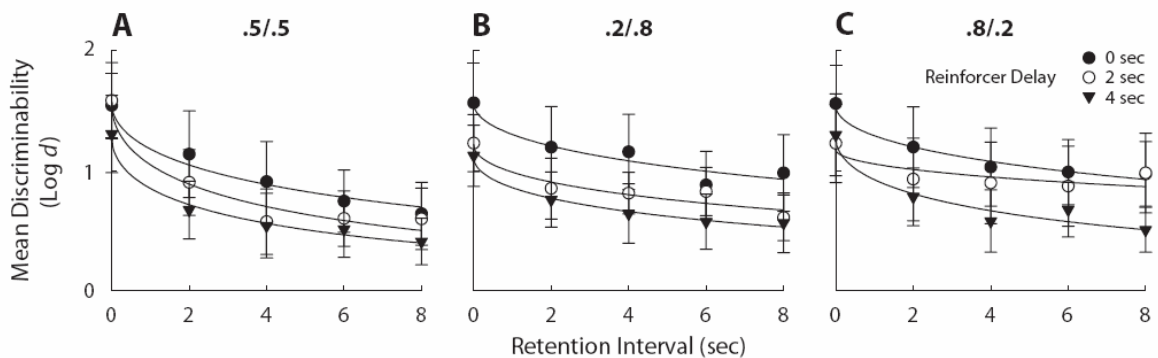 A .5/.5
B .2/.8
C .8/.2
Reinforcer Delay
0 sec
2 sec
4 sec
Mean Discriminability
(Log d)
2
1
0
0 2 4 6 8
0 2 4 6 8
0 2 4 6 8
Retention Interval (sec)